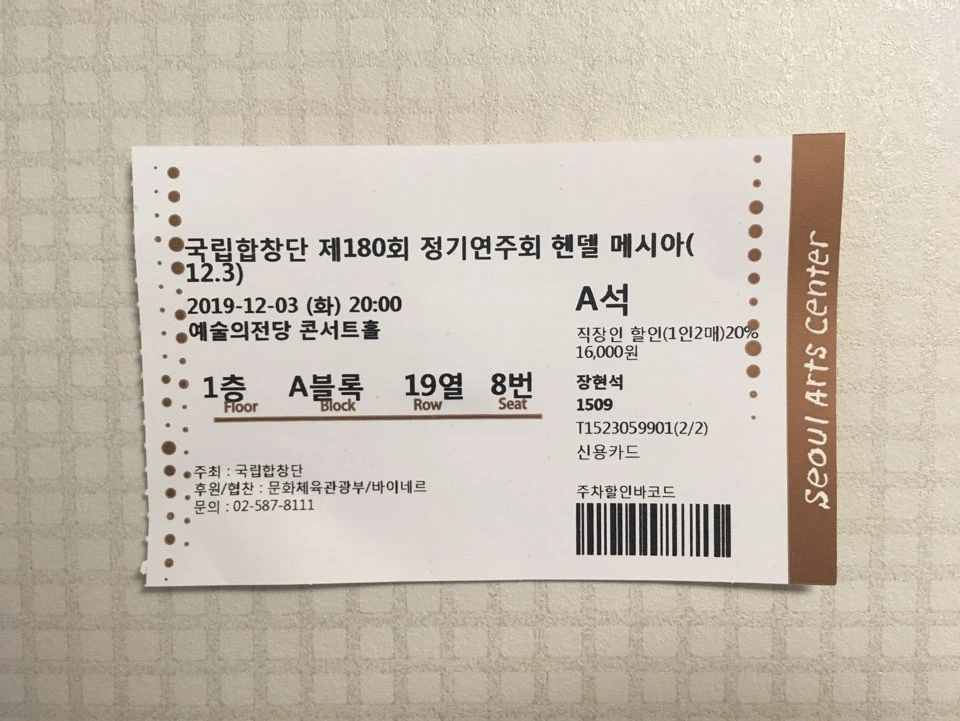 국립합창단 제180회 정기연주회 헨델 메시아(
12.3)
2019-12-03 (화) 20:00
예술의전당 콘서트홀
1층 A블록 19열 8번
Floor Block Row Seat
주최 : 국립합창단
후원/협찬 : 문화체육관광부/바이네르
문의 : 02-587-8111
A석
직장인 할인(1인2매)20%
16,000원
장현석
1509
T1523059901(2/2)
신용카드
주차할인바코드
Seoul Arts Center